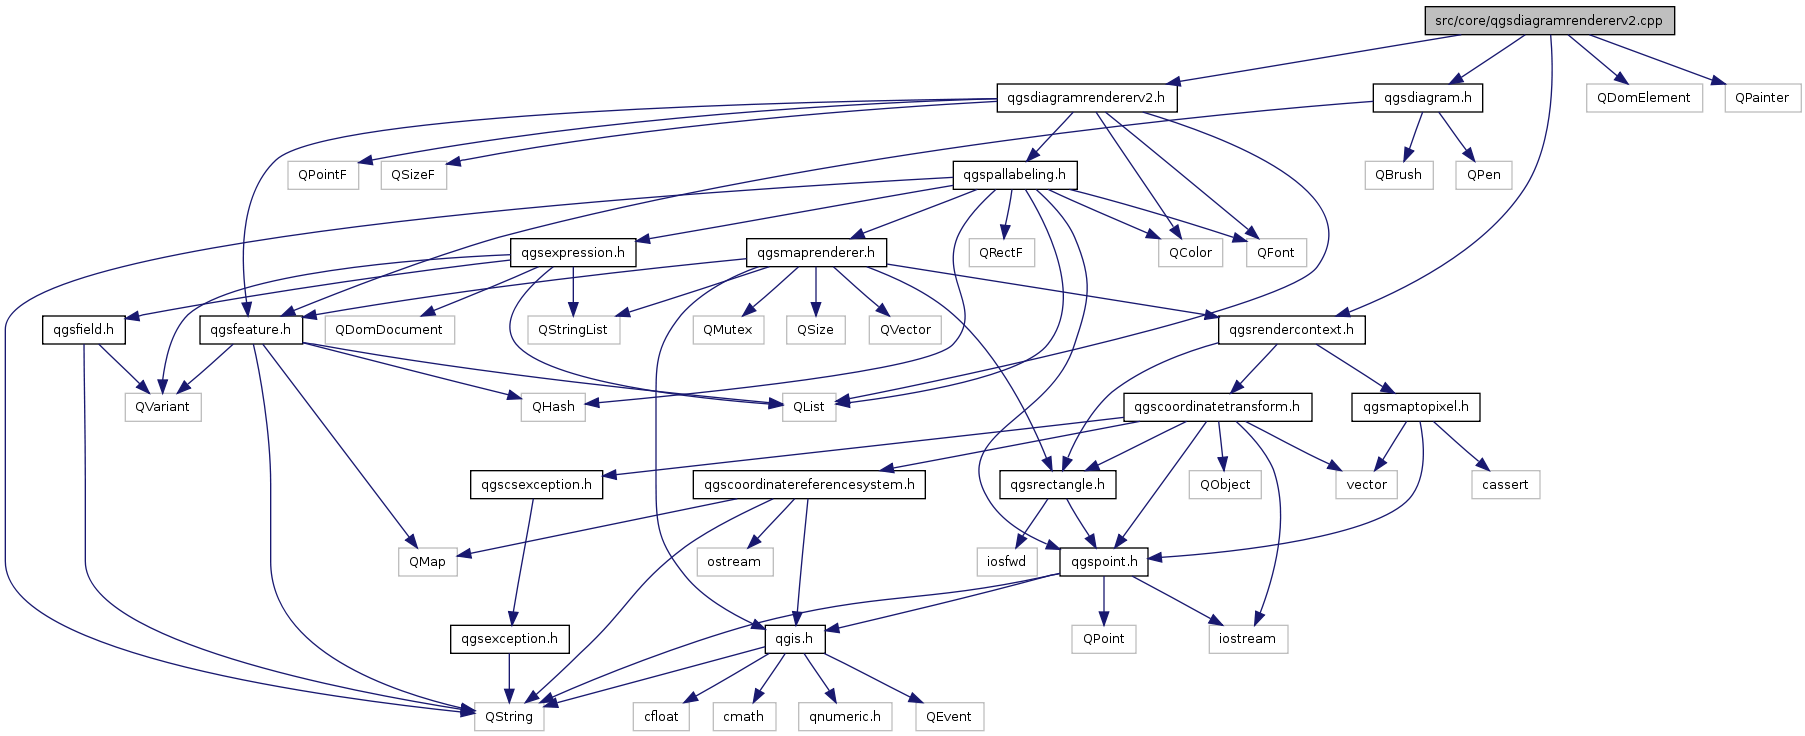 src/core/qgsdiagramrendererv2.cpp
qgsdiagramrendererv2.h
qgsdiagram.h
QDomElement
QPainter
QPointF
QSizeF
qgspallabeling.h
QBrush
QPen
qgsexpression.h
qgsmaprenderer.h
QRectF
QColor
QFont
qgsfield.h
qgsfeature.h
QDomDocument
QStringList
QMutex
QSize
QVector
qgsrendercontext.h
QVariant
QHash
QList
qgscoordinatetransform.h
qgsmaptopixel.h
qgscsexception.h
qgscoordinatereferencesystem.h
qgsrectangle.h
QObject
vector
cassert
QMap
ostream
iosfwd
qgspoint.h
qgsexception.h
qgis.h
QPoint
iostream
QString
cfloat
cmath
qnumeric.h
QEvent